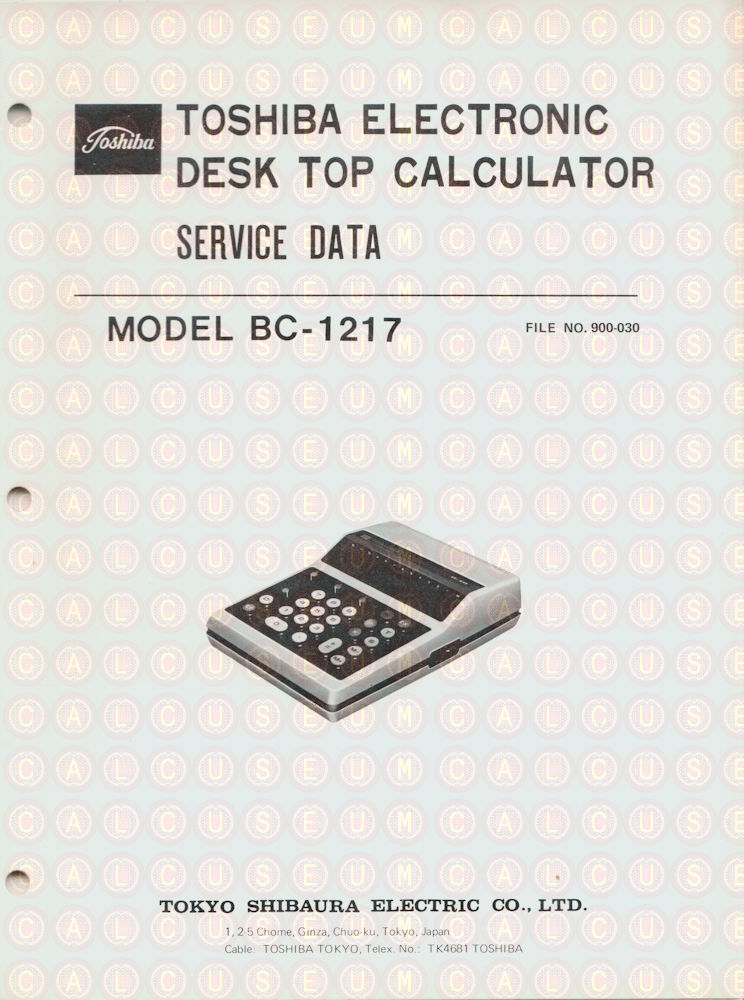 Toshiba
TOSHIBA ELECTRONIC
DESK TOP CALCULATOR
SERVICE DATA
MODEL BC-1217
FILE NO. 900-030
TOKYO SHIBAURA ELECTRIC CO., LTD.
1, 2-5 Chome, Ginza, Chuo-ku, Tokyo, Japan
Cable: TOSHIBA TOKYO, Telex. No.: TK4681 TOSHIBA
CALCUSEUM